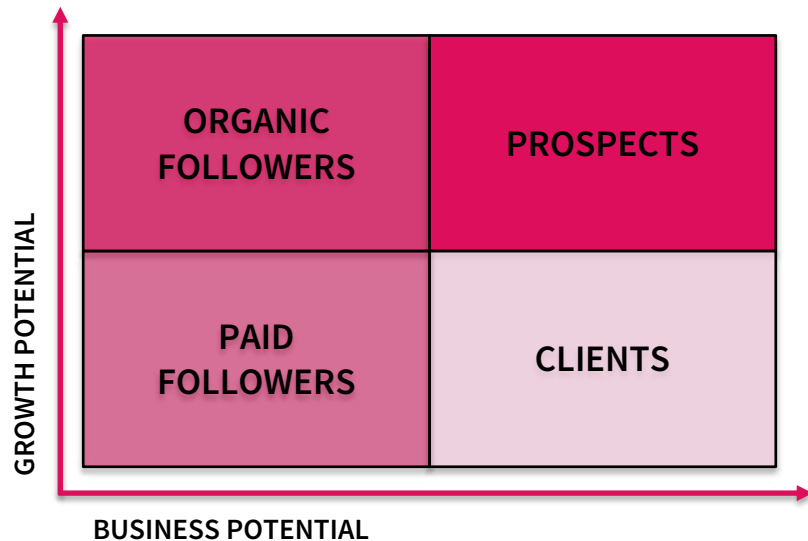 ORGANIC
FOLLOWERS
PROSPECTS
PAID
FOLLOWERS
CLIENTS
GROWTH POTENTIAL
BUSINESS POTENTIAL